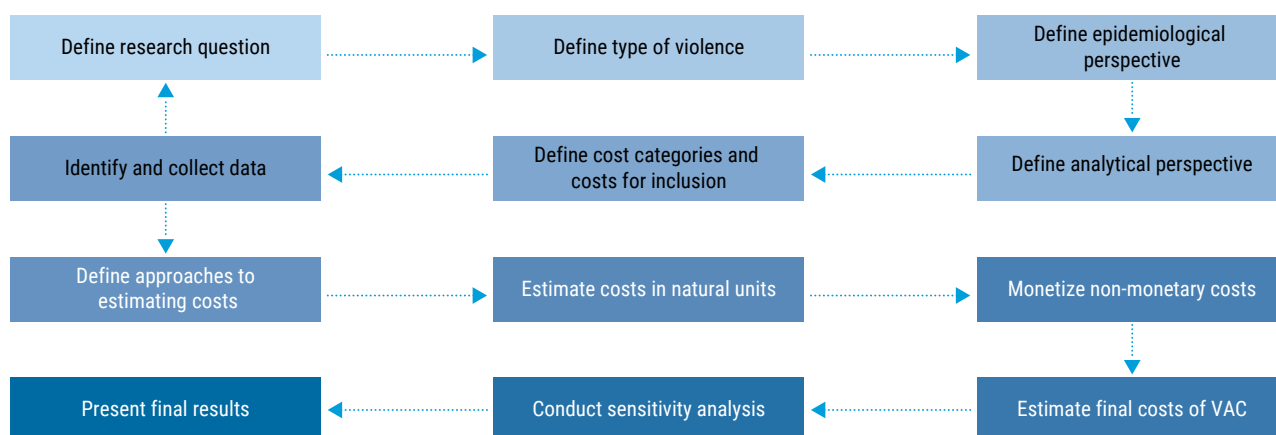 Define research question
Define type of violence
Define epidemiological
perspective
Define analytical perspective
Define cost categories and
costs for inclusion
Identify and collect data
Define approaches to
estimating costs
Estimate costs in natural units
Monetize non-monetary costs
Estimate final costs of VAC
Conduct sensitivity analysis
Present final results